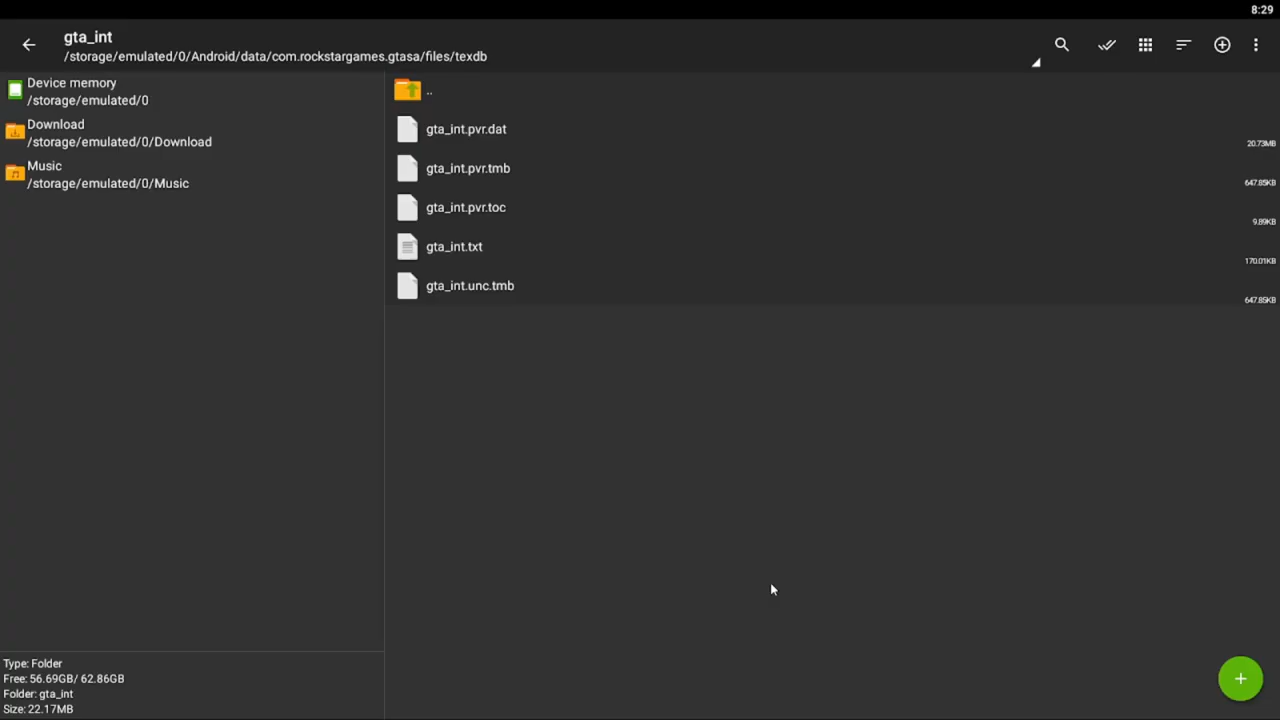 8:29
gta_int
/storage/emulated/0/Android/data/com.rockstargames.gtasa/files/texdb
Device memory
/storage/emulated/0
Download
/storage/emulated/0/Download
Music
/storage/emulated/0/Music
..
gta_int.pvr.dat
20.73MB
gta_int.pvr.tmb
647.85KB
gta_int.pvr.toc
9.89KB
gta_int.txt
170.01KB
gta_int.unc.tmb
647.85KB
Type: Folder
Free: 56.69GB/ 62.86GB
Folder: gta_int
Size: 22.17MB